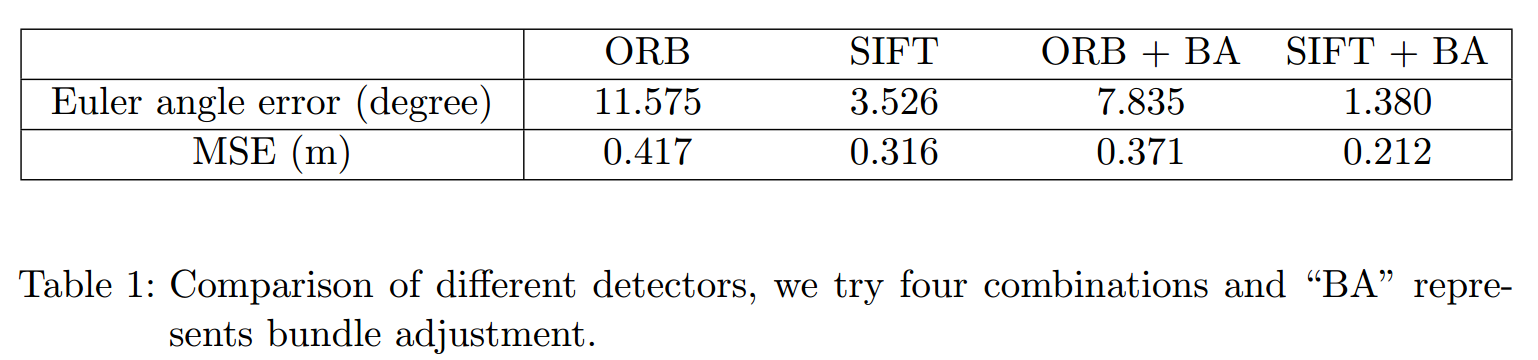 ORB SIFT ORB + BA SIFT + BA
Euler angle error (degree) 11.575 3.526 7.835 1.380
MSE (m) 0.417 0.316 0.371 0.212
Table 1: Comparison of different detectors, we try four combinations and “BA” repre-
sents bundle adjustment.